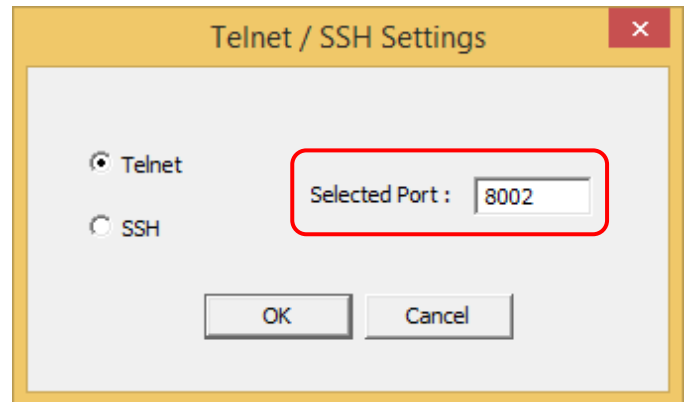 Telnet / SSH Settings
Telnet
Selected Port : 8002
SSH
OK Cancel